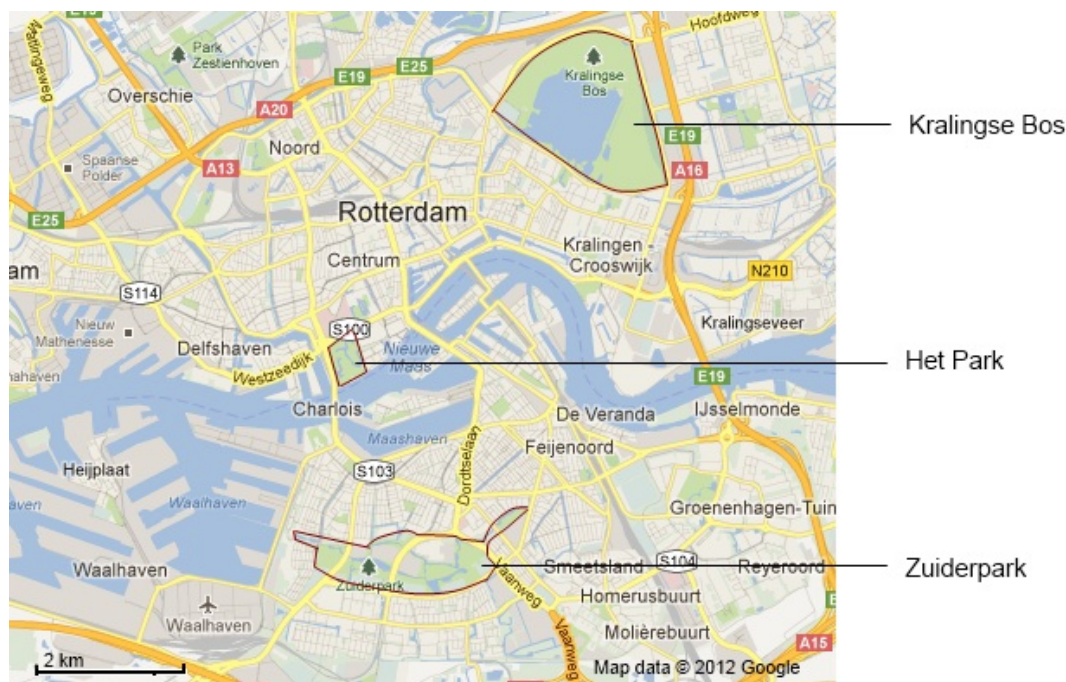 Mattingeweg
Park
Zestienhoven
E25
E19
Hoofdweg
Kralingse
Bos
Overschie
A20
Noord
E19
Kralingse Bos
Spaanse
Polder
A13
A16
E25
Rotterdam
Kralingen -
Crooswijk
Centrum
am
N210
S114
Nieuw
Mathenesse
S100
Kralingseveer
Delfshaven
Nieuwe
Maas
Westzeedijk
Het Park
E19
Charlois
De Veranda
IJsselmonde
Maashaven
Dordtselaan
Feijenoord
Heijplaat
S103
Waalhaven
Groenenhagen-Tuin
Waalhaven
Zuiderpark
Vaanweg
Smeetsland
S104
Reyeroord
Zuiderpark
Homerusbuurt
Waalhaven
Vaanweg
Molièrebuurt
A15
2 km
Map data © 2012 Google